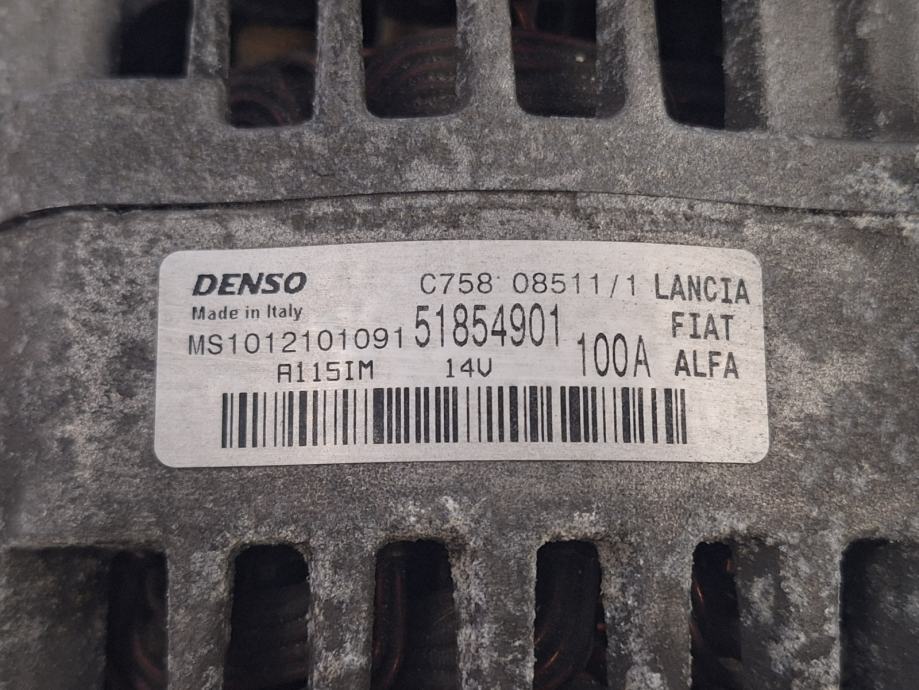 DENSO C758 08511/1 LANCIA
Made in Italy 51854901 FIAT
MS1012101091 100A ALFA
A115IM 14V